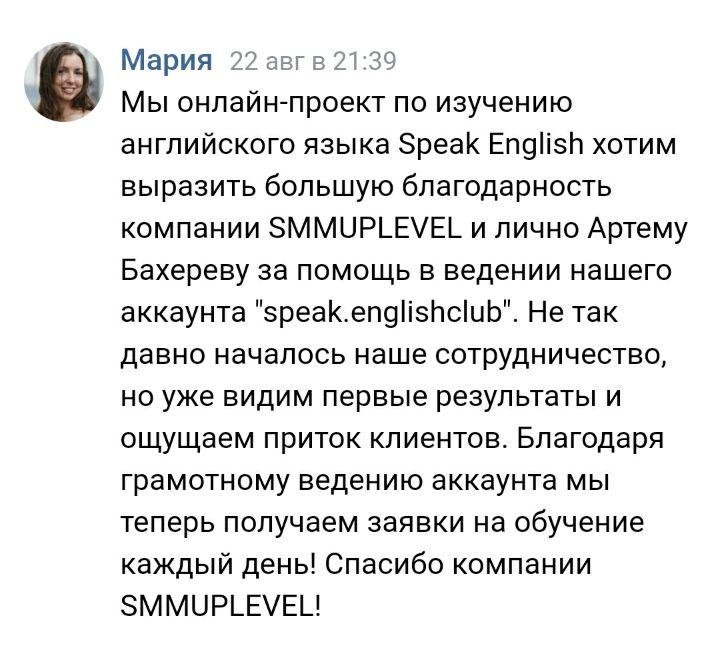 Мария 22 авг в 21:39
Мы онлайн-проект по изучению
английского языка Speak English хотим
выразить большую благодарность
компании SMMUPLEVEL и лично Артему
Бахереву за помощь в ведении нашего
аккаунта "speak.englishclub". Не так
давно началось наше сотрудничество,
но уже видим первые результаты и
ощущаем приток клиентов. Благодаря
грамотному ведению аккаунта мы
теперь получаем заявки на обучение
каждый день! Спасибо компании
SMMUPLEVEL!